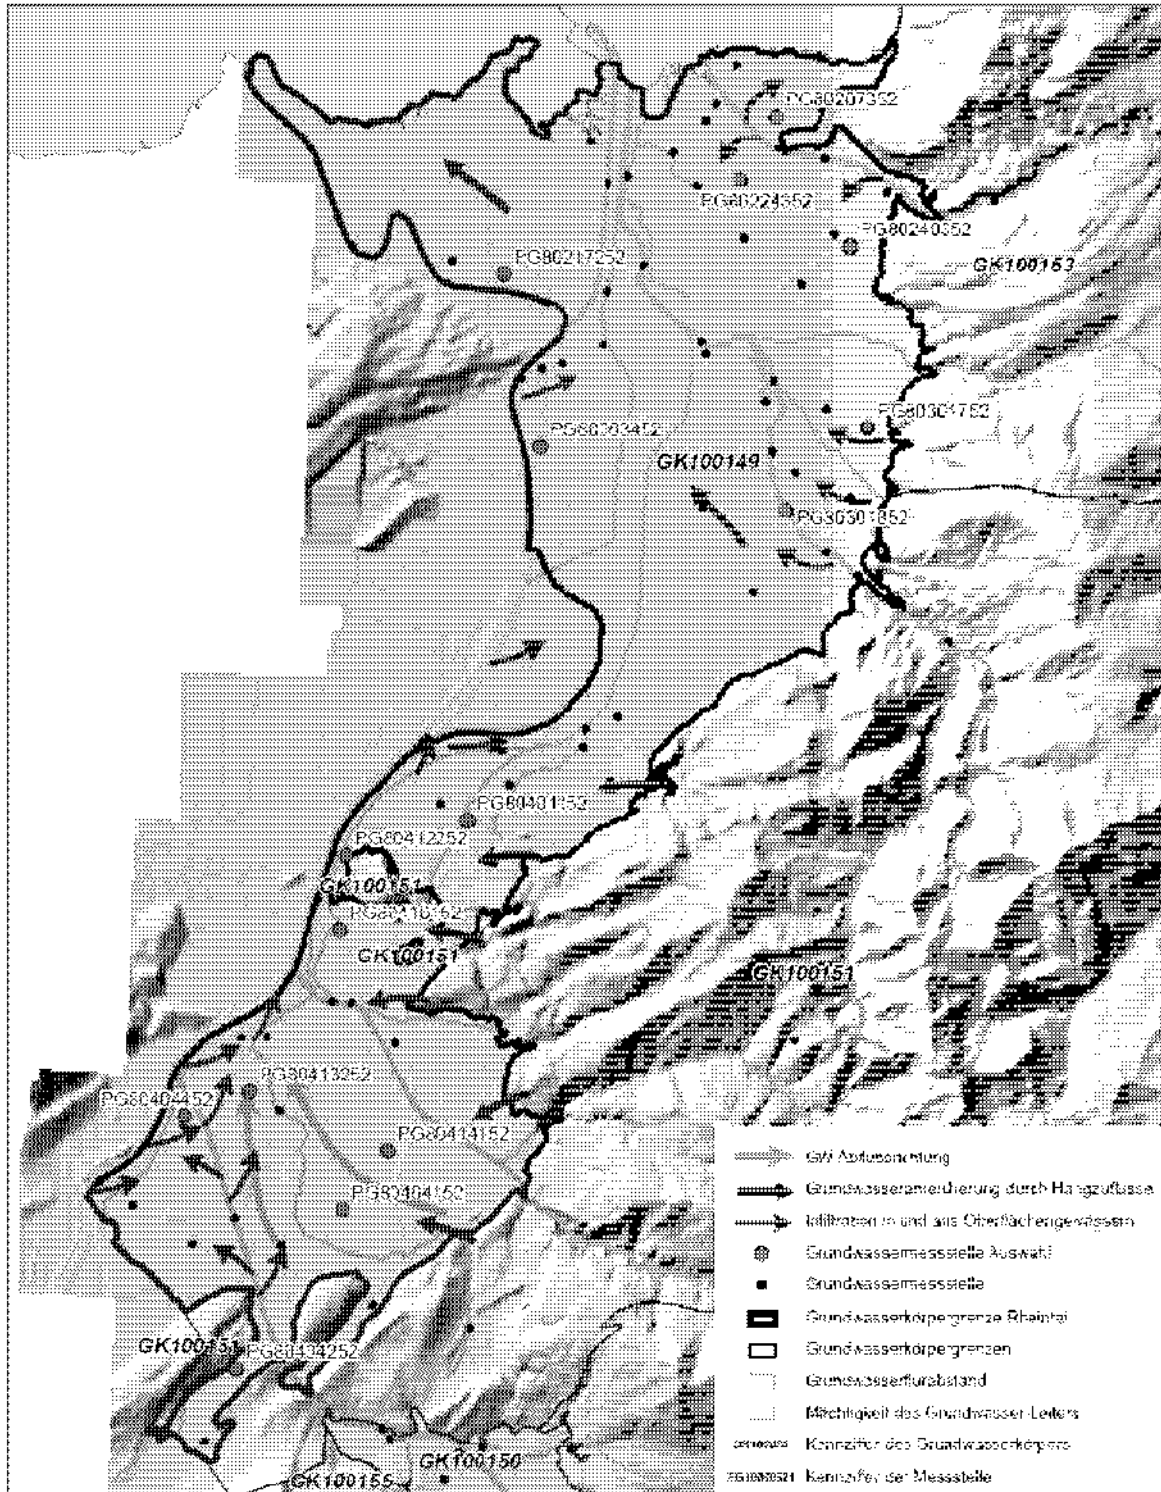 PG80207352
PG80224352
PG80240352
PG80217252
GK100153
PG80301752
PG80303452
GK100149
PG80301852
PG80401152
PG80412252
GK100151
GK100151
GK100151
PG80413252
PG80404452
PG80414152
PG80404152
GK100151
PG80434252
GK100150
GK100155
GW Abflussrichtung
Grundwasseranreicherung durch Hangzuflüsse
Infiltration in und aus Oberflächengewässern
Grundwassermessstelle Auswahl
Grundwassermessstelle
Grundwasserkörpergrenze Rheintal
Grundwasserkörpergrenzen
Grundwasserflurabstand
Mächtigkeit des Grundwasser-Leiters
Kennziffer des Grundwasserkörpers
Kennziffer der Messstelle